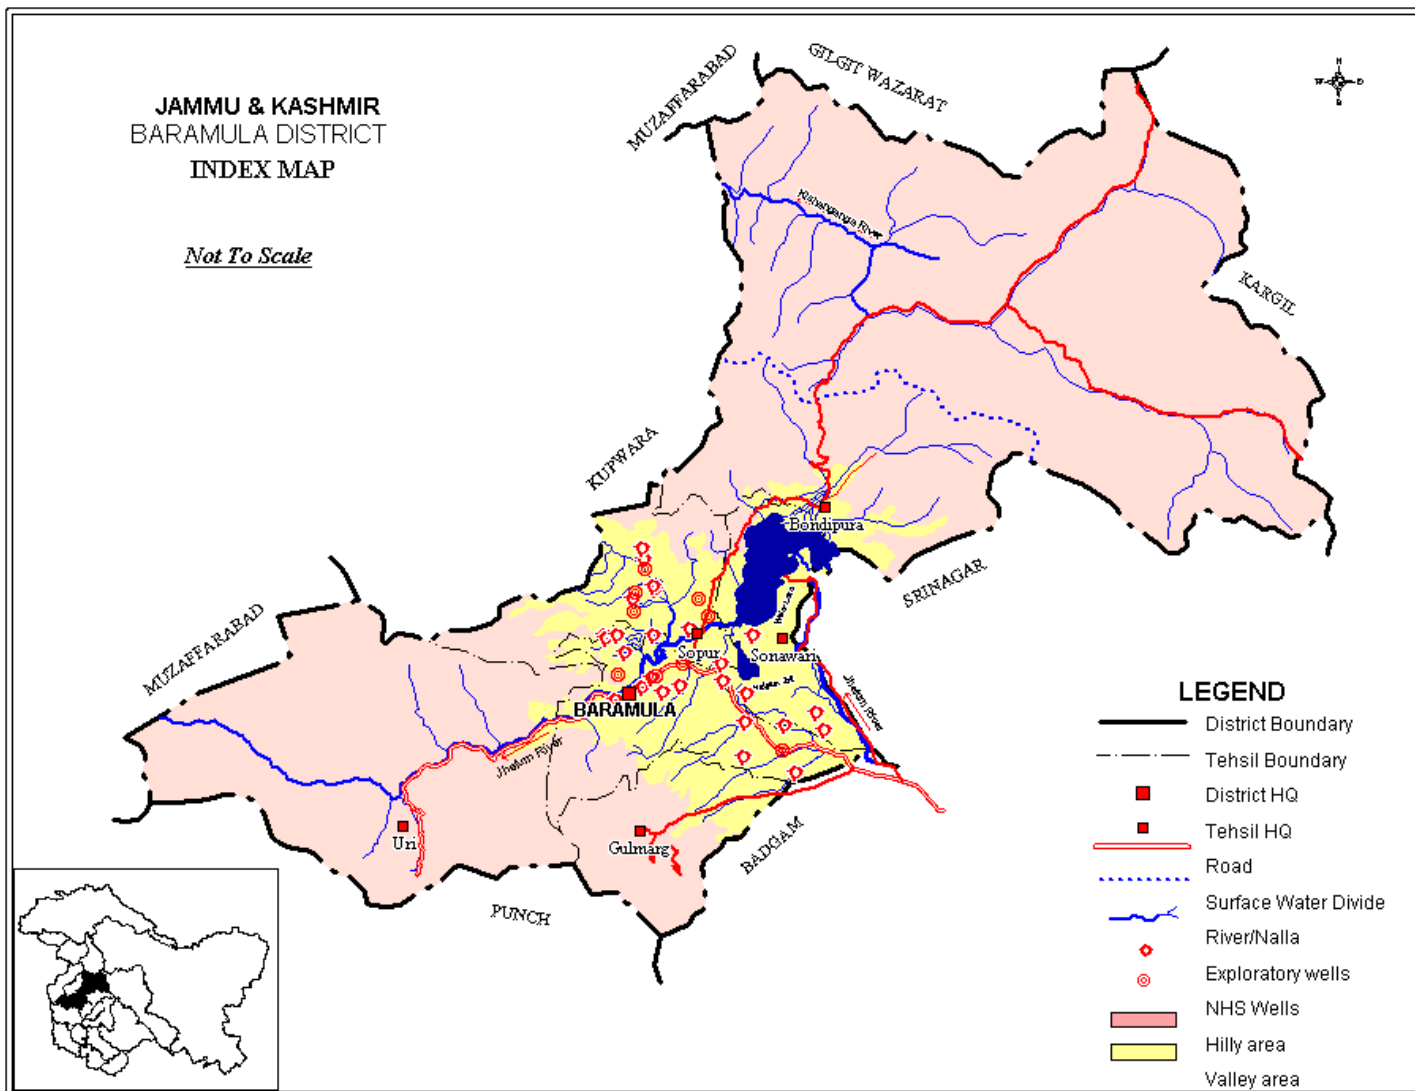 JAMMU & KASHMIR
BARAMULA DISTRICT
INDEX MAP
Not To Scale
MUZAFFARABAD
GILGIT WAZARAT
N
W
S
Kishanganga River
KARGIL
KUPWARA
Bondipura
SRINAGAR
MUZAFFARABAD
Sopur
Sonawari
BARAMULA
Jhelum River
Jhelum River
Uri
Gulmarg
BADGAM
PUNCH
LEGEND
District Boundary
Tehsil Boundary
District HQ
Tehsil HQ
Road
Surface Water Divide
River/Nalla
Exploratory wells
NHS Wells
Hilly area
Valley area